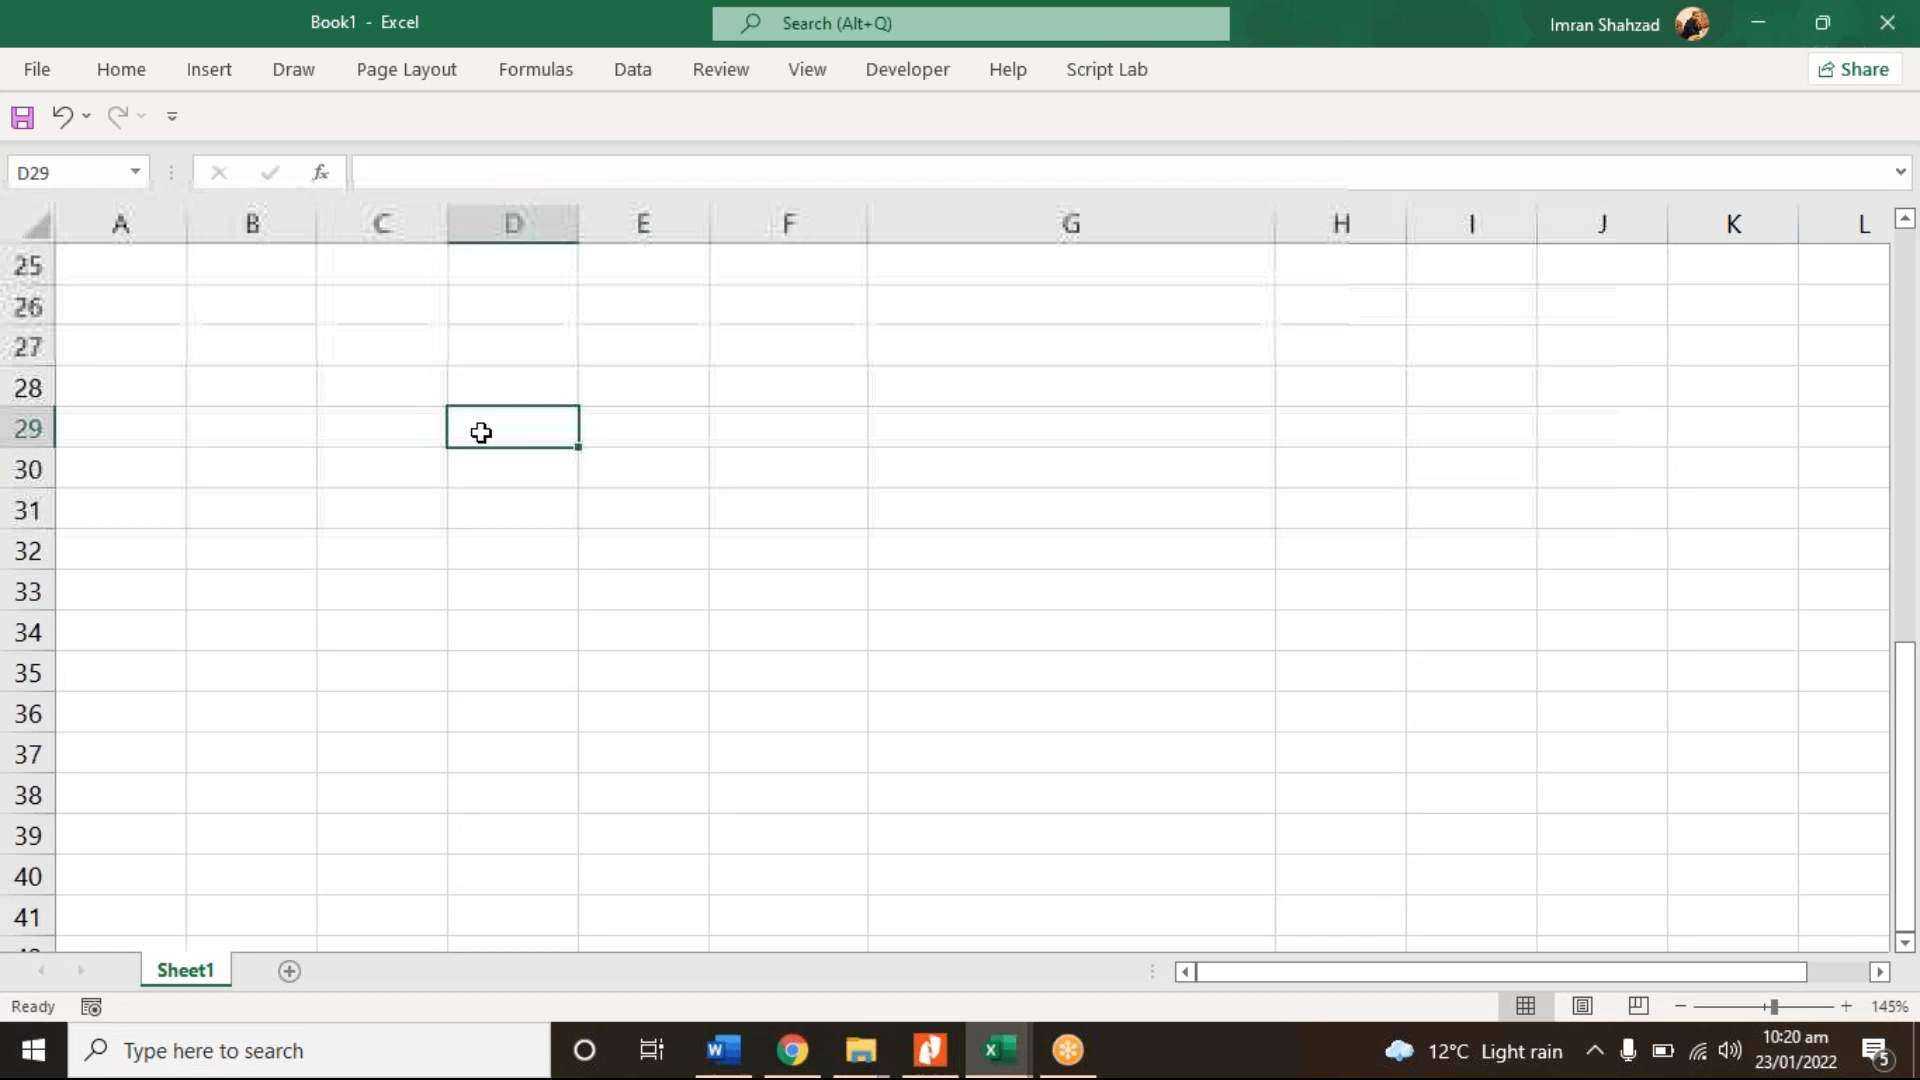 Book1 - Excel
Search (Alt+Q)
Imran Shahzad
File Home Insert Draw Page Layout Formulas Data Review View Developer Help Script Lab Share
D29
fx
A B C D E F G H I J K L
25
26
27
28
29
30
31
32
33
34
35
36
37
38
39
40
41
Sheet1
Ready
145%
Type here to search
W
X
12°C Light rain
10:20 am
23/01/2022
5